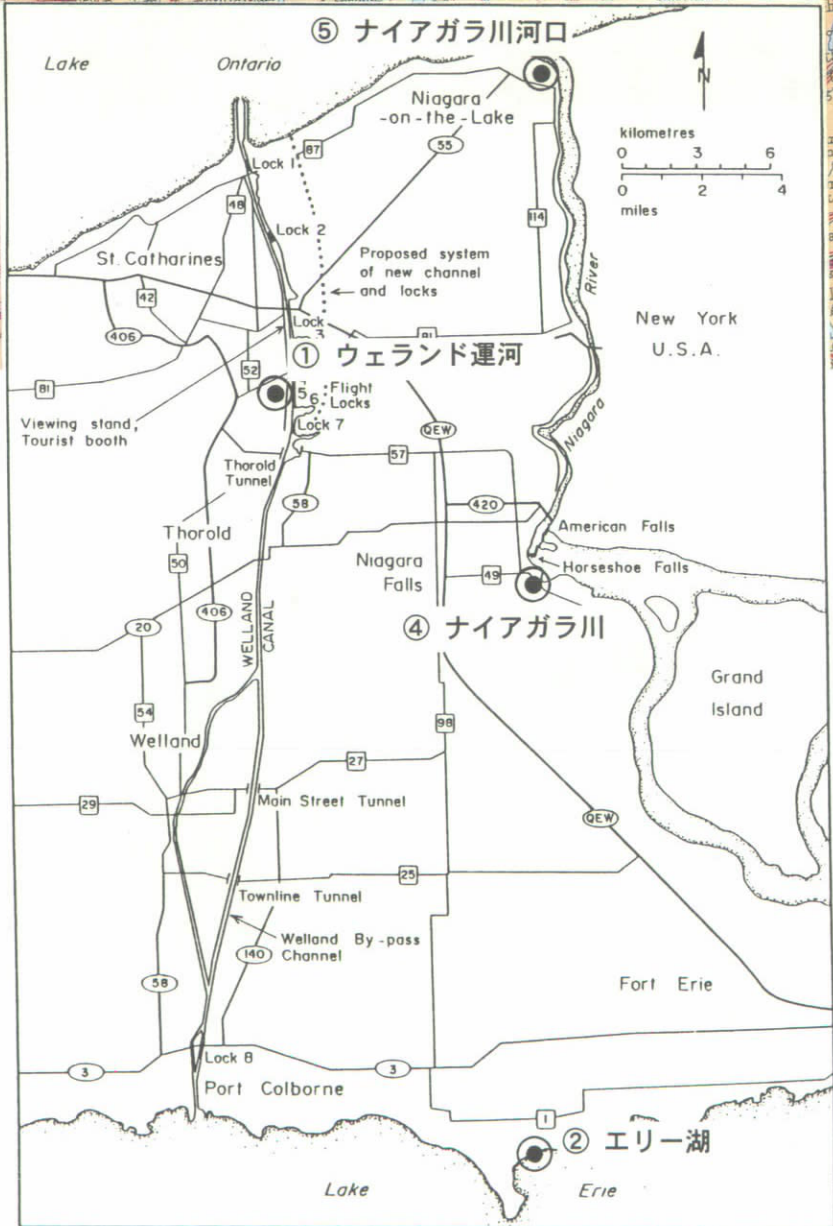 ⑤ ナイアガラ川河口
Lake Ontario
N
Niagara
-on-the-Lake
kilometres
0 3 6
0 2 4
miles
87
55
Lock 1
48
114
Lock 2
St. Catharines
Proposed system
of new channel
and locks
River
42
406
Lock
3
81
New York
U.S.A.
① ウェランド運河
52
81
5
6
Flight
Locks
Viewing stand,
Tourist booth
Lock 7
QEW
Niagara
Thorold
Tunnel
57
58
420
American Falls
Thorold
50
Niagara
Falls
49
Horseshoe Falls
406
20
WELLAND
CANAL
④ ナイアガラ川
Grand
Island
54
98
Welland
27
29
Main Street Tunnel
QEW
25
Townline Tunnel
Welland By-pass
Channel
140
58
Fort Erie
Lock 8
3
3
Port Colborne
1
② エリー湖
Lake Erie